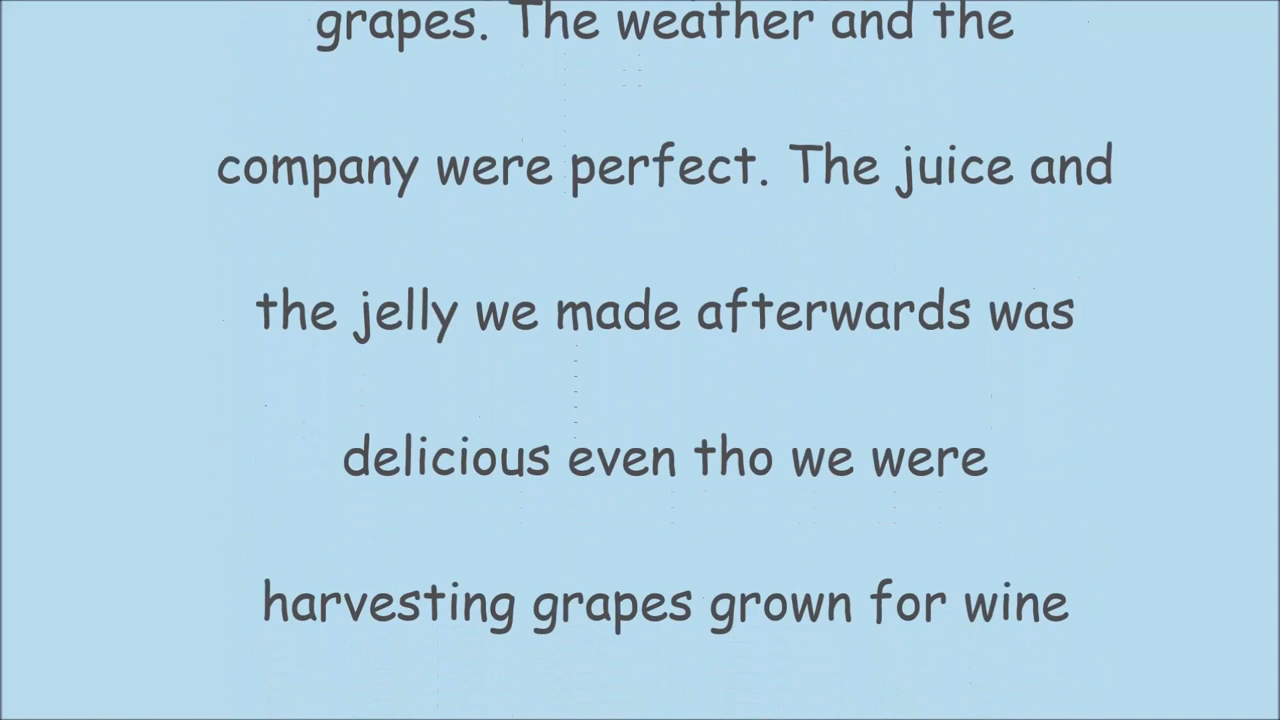 grapes. The weather and the
company were perfect. The juice and
the jelly we made afterwards was
delicious even tho we were
harvesting grapes grown for wine